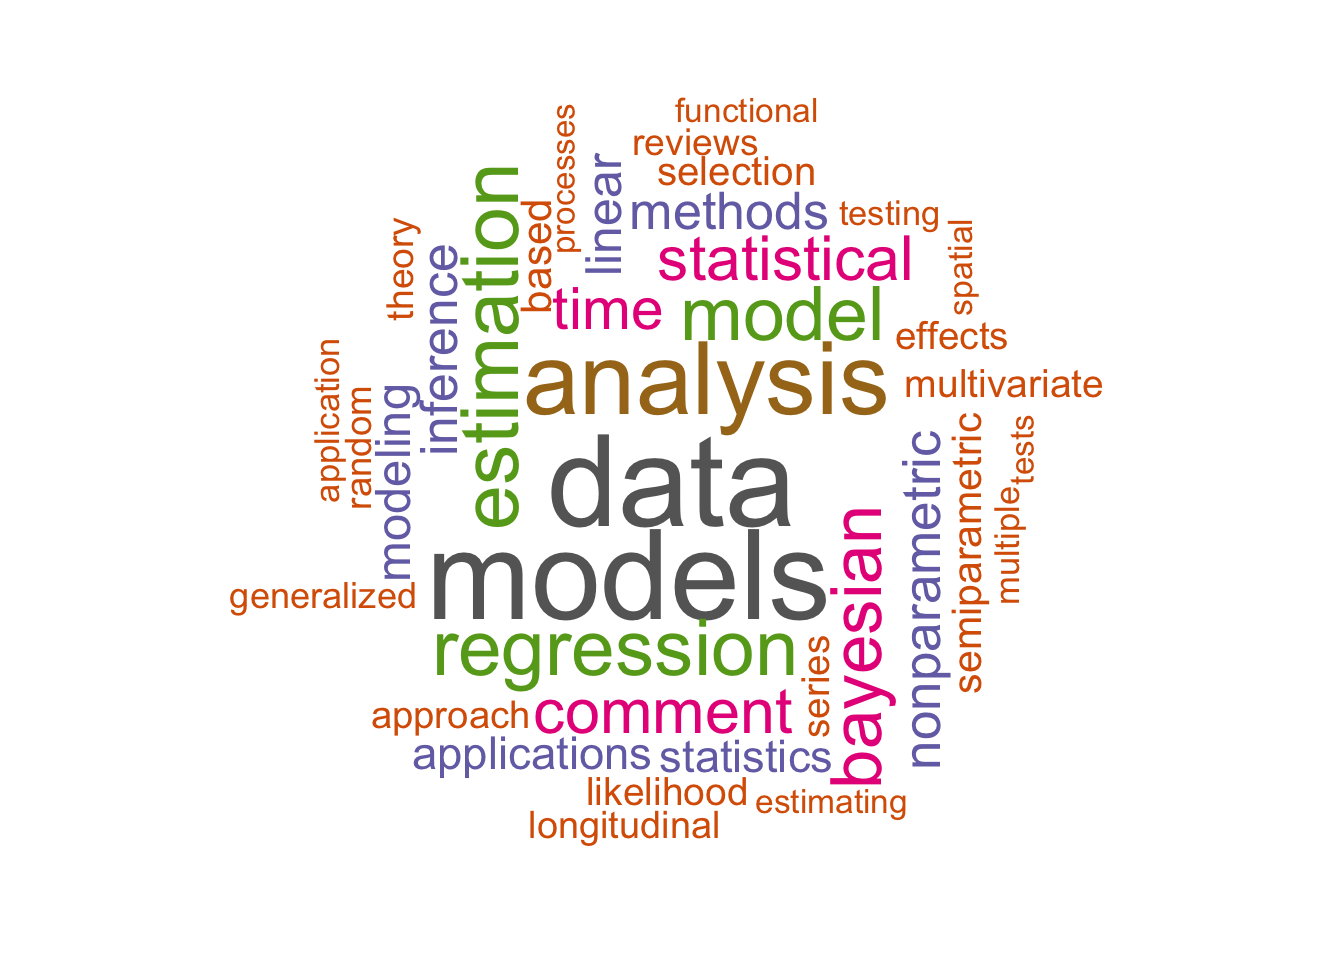 functional
processes
reviews
linear
selection
estimation
methods
based
testing
theory
spatial
statistical
inference
time
model
effects
application
analysis
multivariate
random
modeling
tests
semiparametric
nonparametric
data
multiple
bayesian
models
generalized
regression
series
approach
comment
applications
statistics
likelihood
estimating
longitudinal